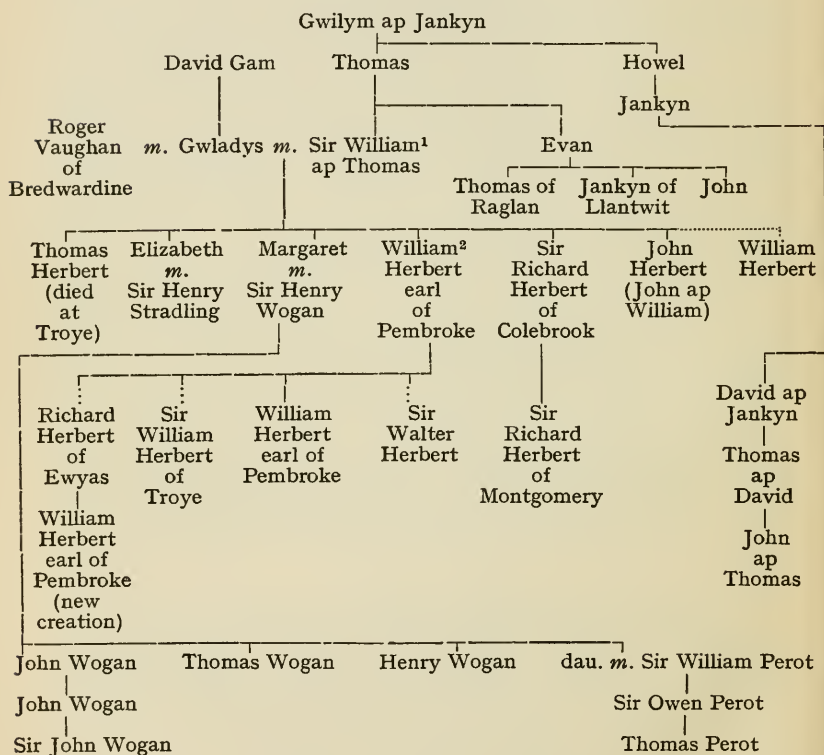 Gwilym ap Jankyn
David Gam Thomas Howel
Jankyn
Roger
Vaughan
of
Bredwardine
m. Gwladys m. Sir William¹
ap Thomas
Evan
Thomas of
Raglan
Jankyn of
Llantwit
John
Thomas
Herbert
(died
at
Troye)
Elizabeth
m.
Sir Henry
Stradling
Margaret
m.
Sir Henry
Wogan
William²
Herbert
earl
of
Pembroke
Sir
Richard
Herbert
of
Colebrook
John
Herbert
(John ap
William)
William
Herbert
Richard
Herbert
of
Ewyas
William
Herbert
earl of
Pembroke
(new
creation)
Sir
William
Herbert
of
Troye
William
Herbert
earl of
Pembroke
Sir
Walter
Herbert
Sir
Richard
Herbert
of
Montgomery
David ap
Jankyn
Thomas
ap
David
John
ap
Thomas
John Wogan Thomas Wogan Henry Wogan dau. m. Sir William Perot
John Wogan Sir Owen Perot
Sir John Wogan Thomas Perot